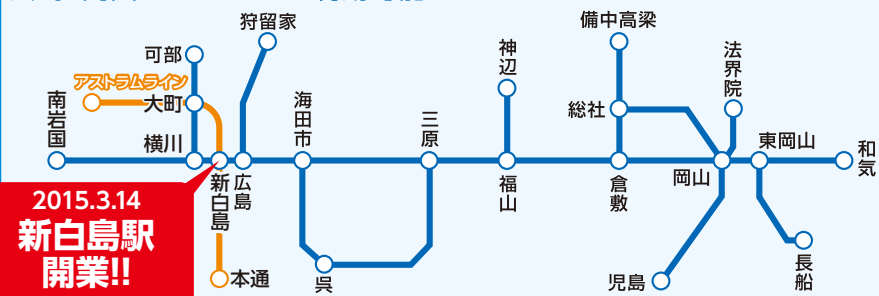 狩留家
備中高梁
可部
神辺
法界院
アストラムライン
南岩国
大町
海田市
三原
総社
横川
東岡山
和気
新白島
広島
福山
倉敷
岡山
2015.3.14
新白島駅
開業!!
本通
呉
児島
長船